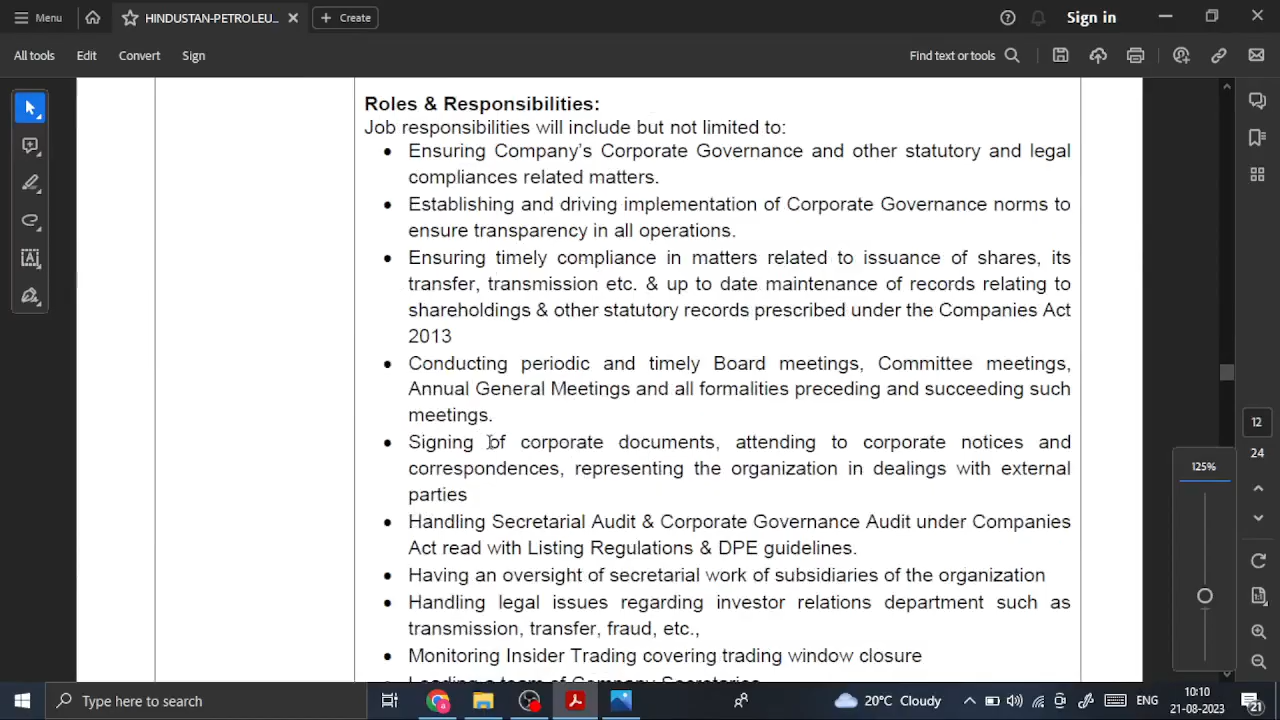 Menu
HINDUSTAN-PETROLEU...
Create
Sign in
All tools
Edit
Convert
Sign
Find text or tools
Roles & Responsibilities:
Job responsibilities will include but not limited to:
• Ensuring Company's Corporate Governance and other statutory and legal
compliances related matters.
• Establishing and driving implementation of Corporate Governance norms to
ensure transparency in all operations.
• Ensuring timely compliance in matters related to issuance of shares, its
transfer, transmission etc. & up to date maintenance of records relating to
shareholdings & other statutory records prescribed under the Companies Act
2013
• Conducting periodic and timely Board meetings, Committee meetings,
Annual General Meetings and all formalities preceding and succeeding such
meetings.
• Signing of corporate documents, attending to corporate notices and
correspondences, representing the organization in dealings with external
parties
• Handling Secretarial Audit & Corporate Governance Audit under Companies
Act read with Listing Regulations & DPE guidelines.
• Having an oversight of secretarial work of subsidiaries of the organization
• Handling legal issues regarding investor relations department such as
transmission, transfer, fraud, etc.,
• Monitoring Insider Trading covering trading window closure
• Leading a team of Company Secretaries
12
24
125%
Type here to search
20°C Cloudy
ENG
10:10
21-08-2023
21